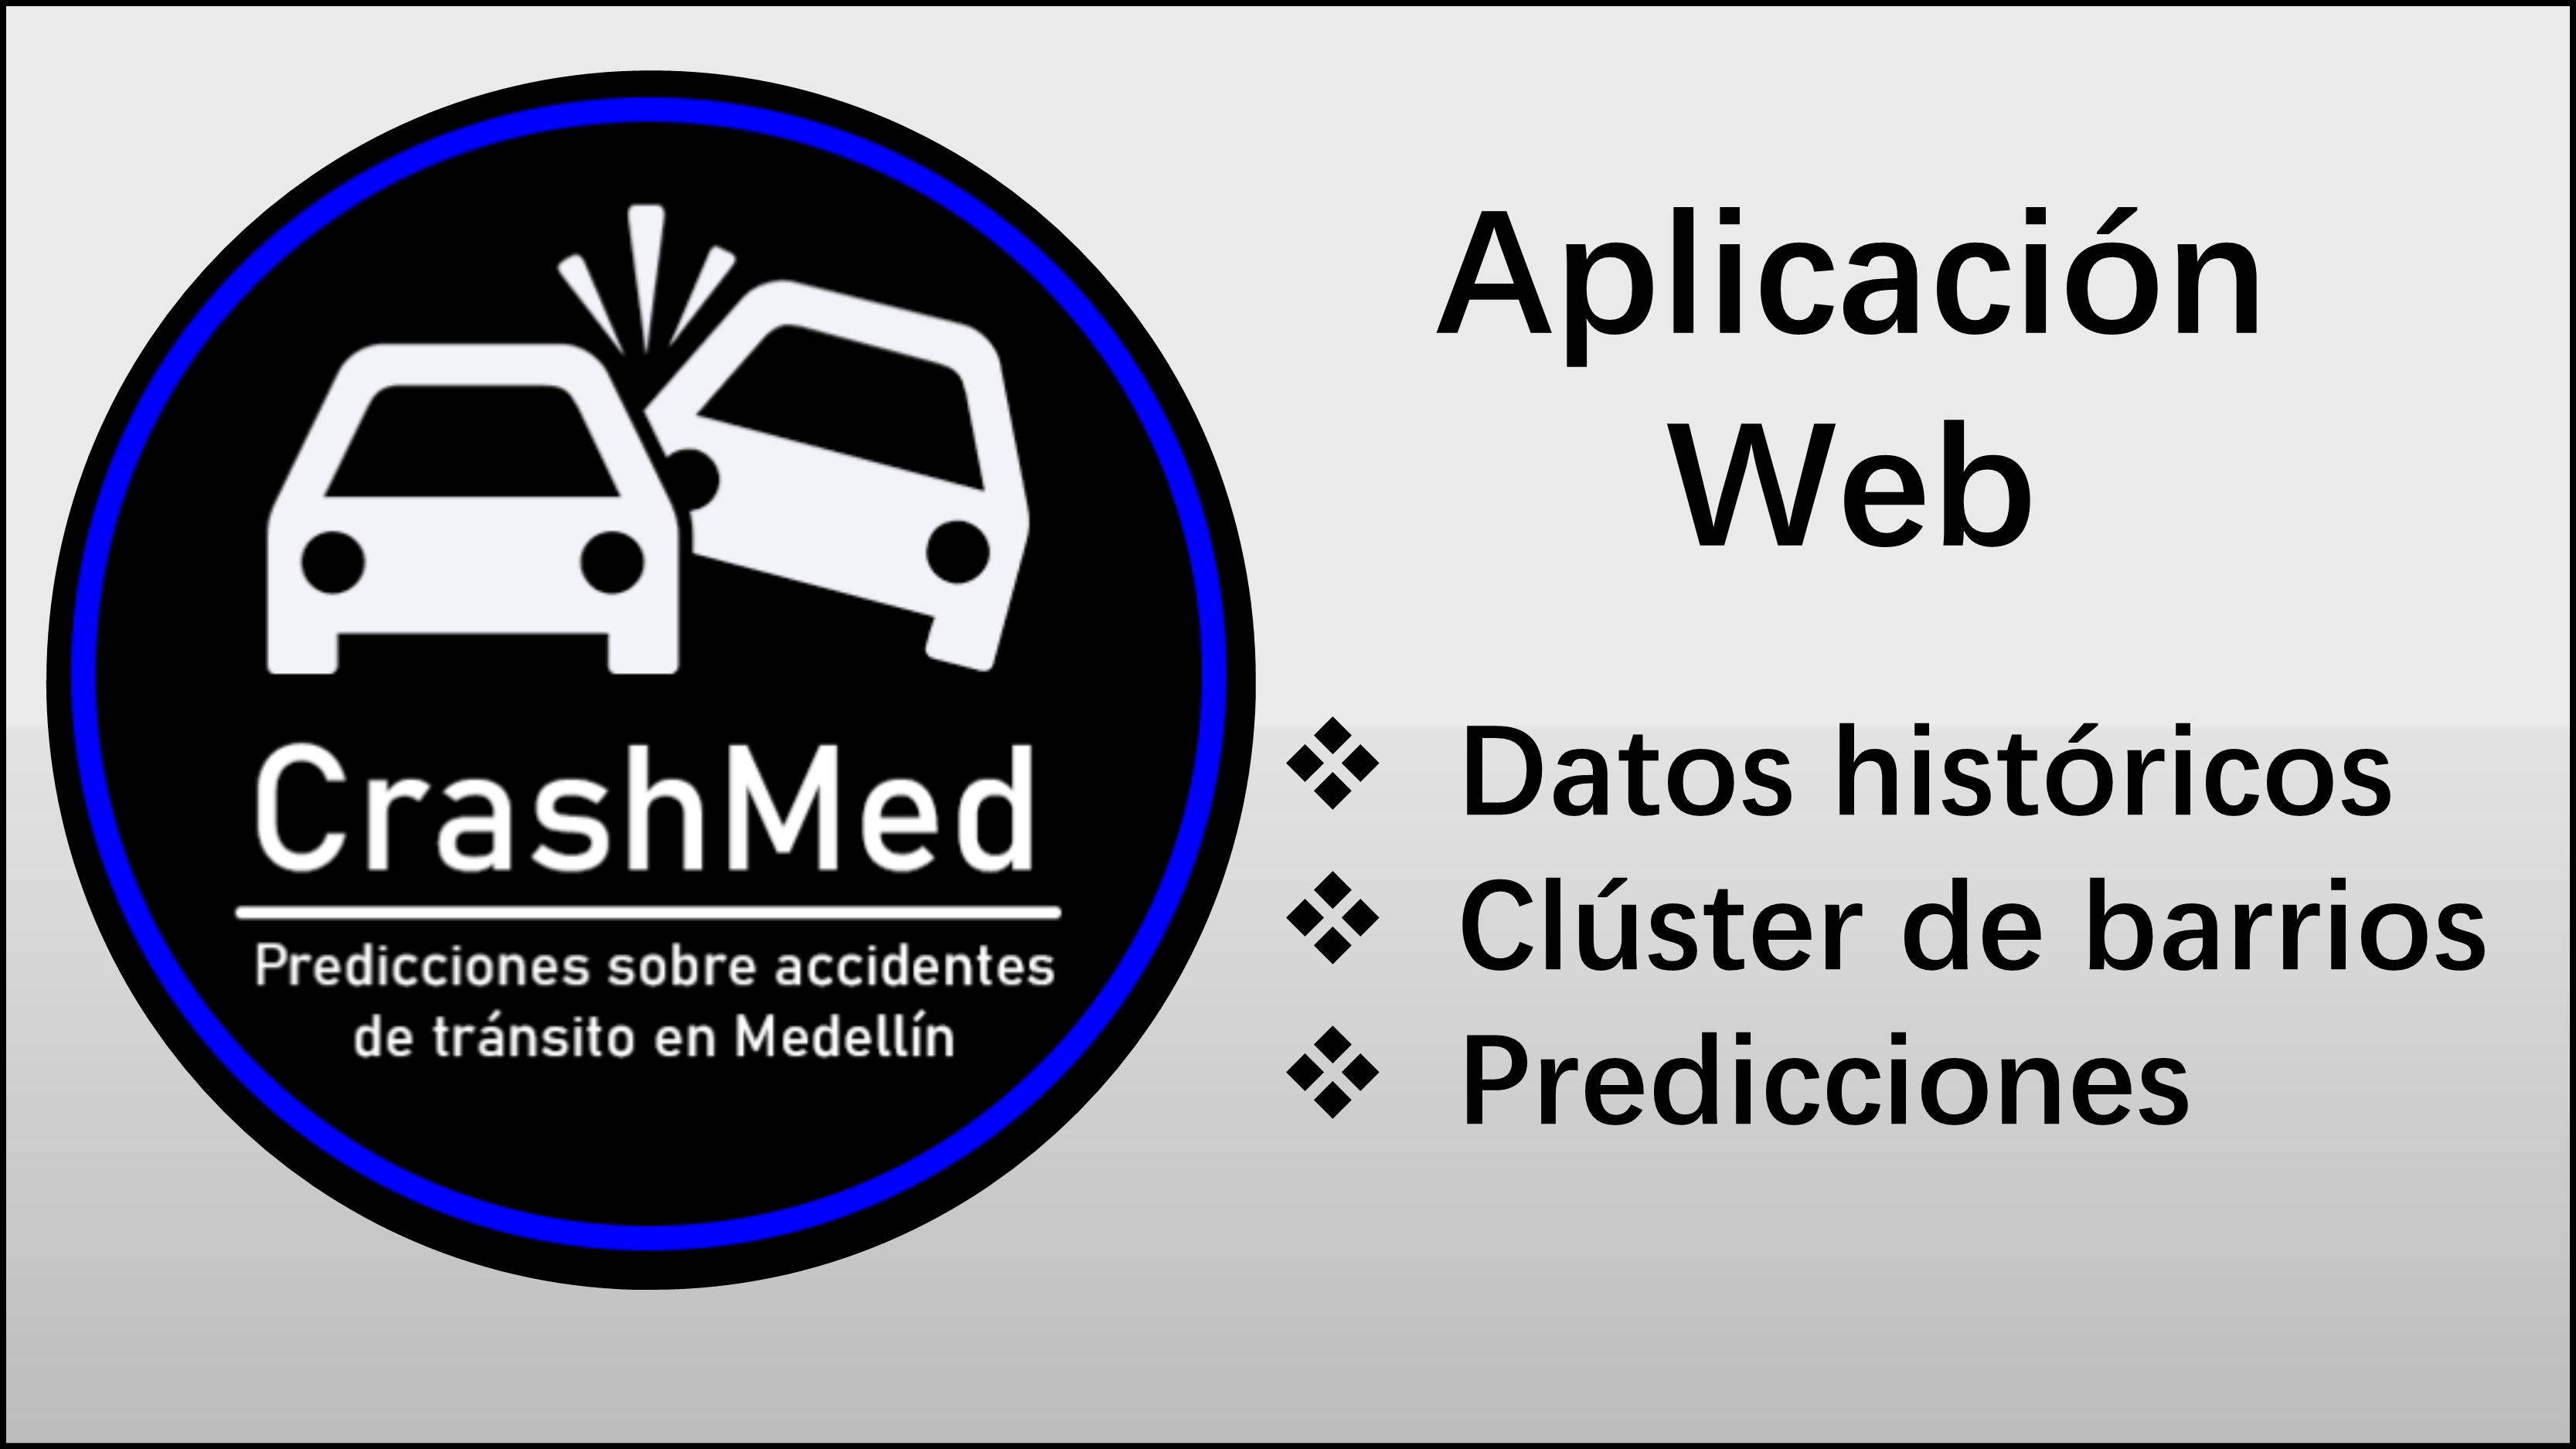 CrashMed
Predicciones sobre accidentes
de tránsito en Medellín
Aplicación
Web
❖ Datos históricos
❖ Clúster de barrios
❖ Predicciones